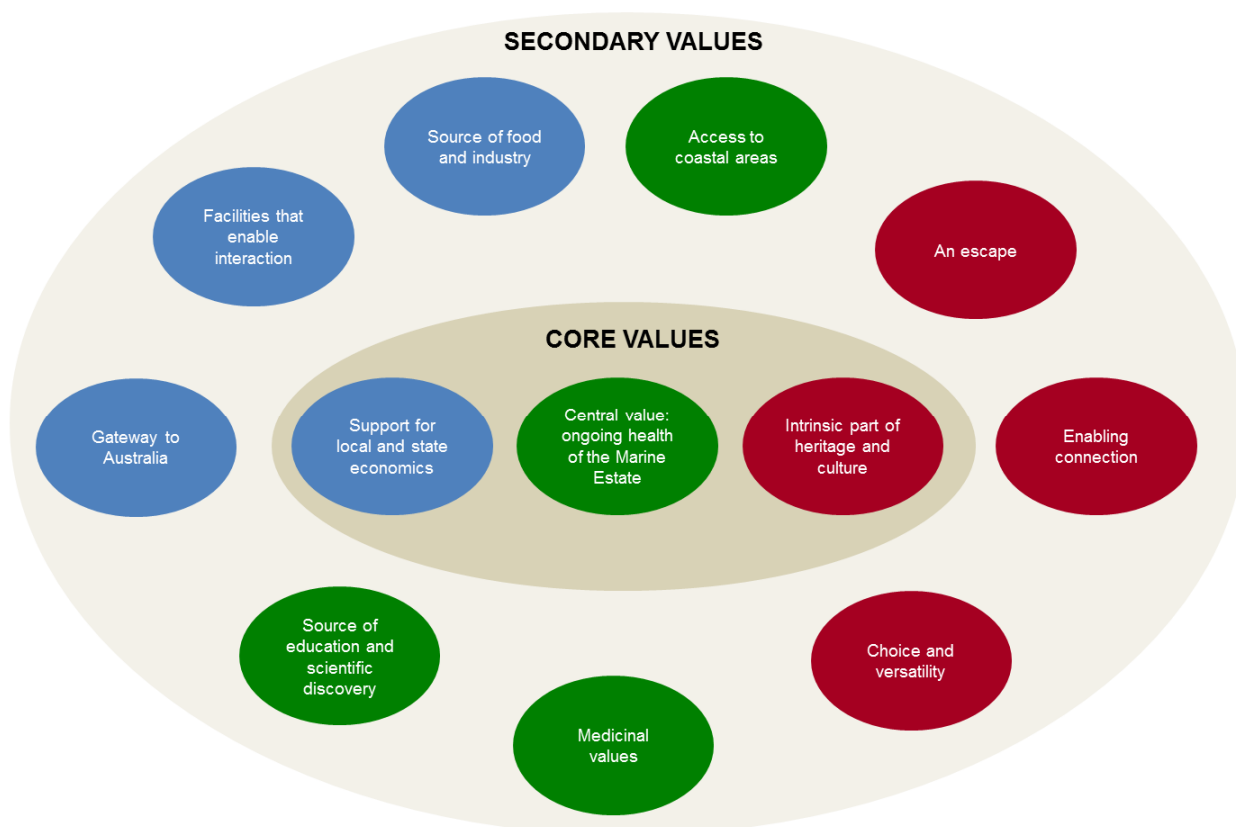 SECONDARY VALUES
Source of food
and industry
Access to
coastal areas
Facilities that
enable
interaction
An escape
CORE VALUES
Gateway to
Australia
Support for
local and state
economics
Central value:
ongoing health
of the Marine
Estate
Intrinsic part of
heritage and
culture
Enabling
connection
Source of
education and
scientific
discovery
Choice and
versatility
Medicinal
values